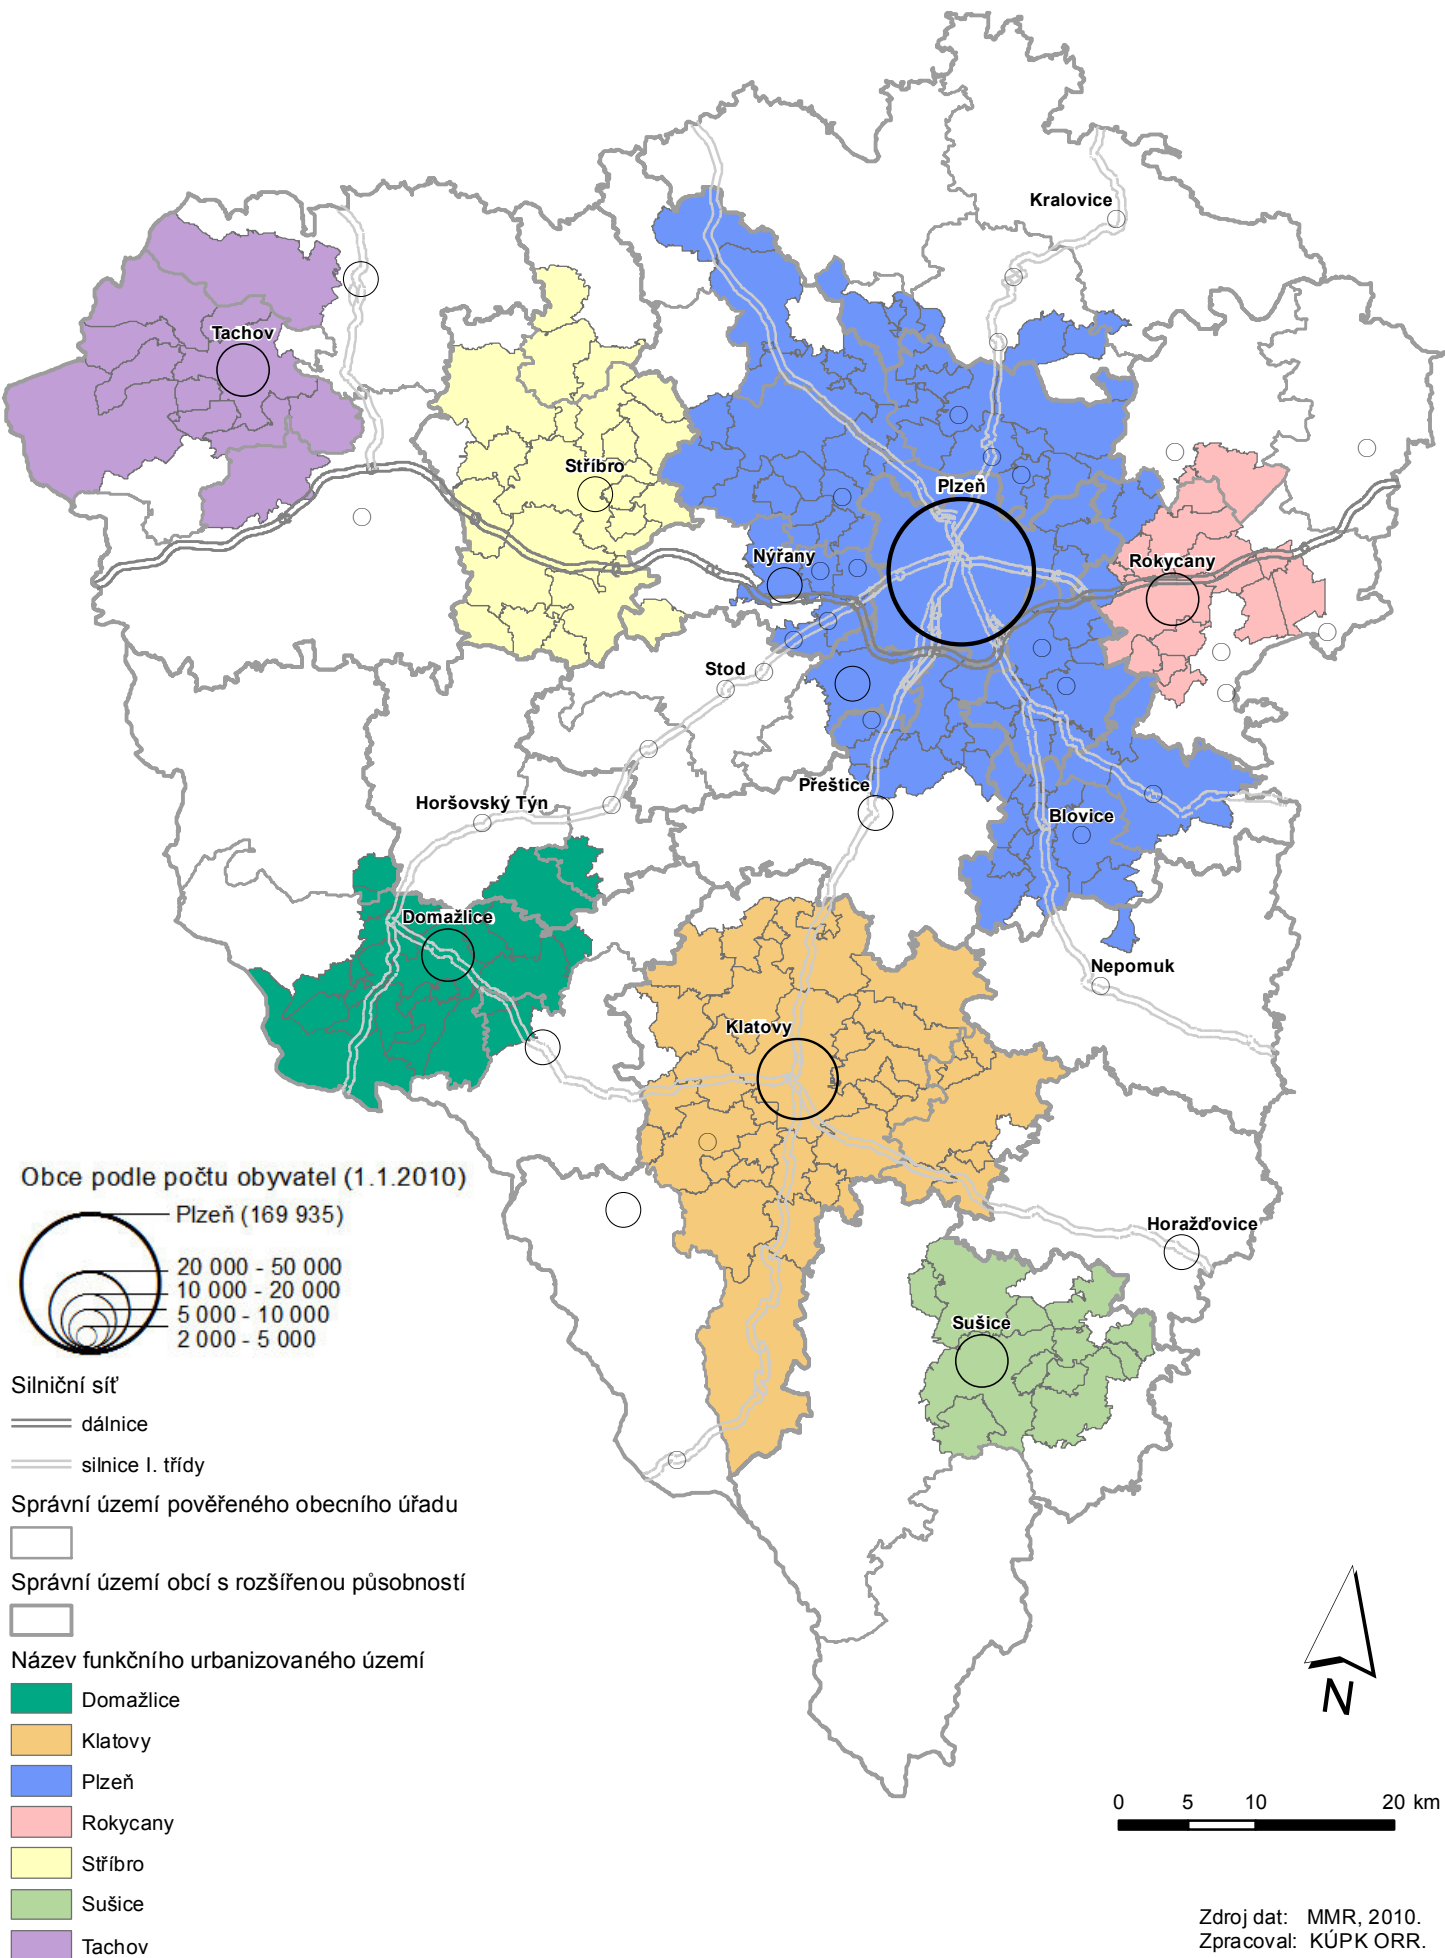 Kralovice
Tachov
Stříbro
Plzeň
Nýřany
Rokycany
Stod
Přeštice
Horšovský Týn
Blovice
Domažlice
Nepomuk
Klatovy
Horažďovice
Sušice
Obce podle počtu obyvatel (1.1.2010)
Plzeň (169 935)
20 000 - 50 000
10 000 - 20 000
5 000 - 10 000
2 000 - 5 000
Silniční síť
dálnice
silnice I. třídy
Správní území pověřeného obecního úřadu
Správní území obcí s rozšířenou působností
Název funkčního urbanizovaného území
Domažlice
Klatovy
Plzeň
Rokycany
Stříbro
Sušice
Tachov
N
0 5 10 20 km
Zdroj dat: MMR, 2010.
Zpracoval: KÚPK ORR.